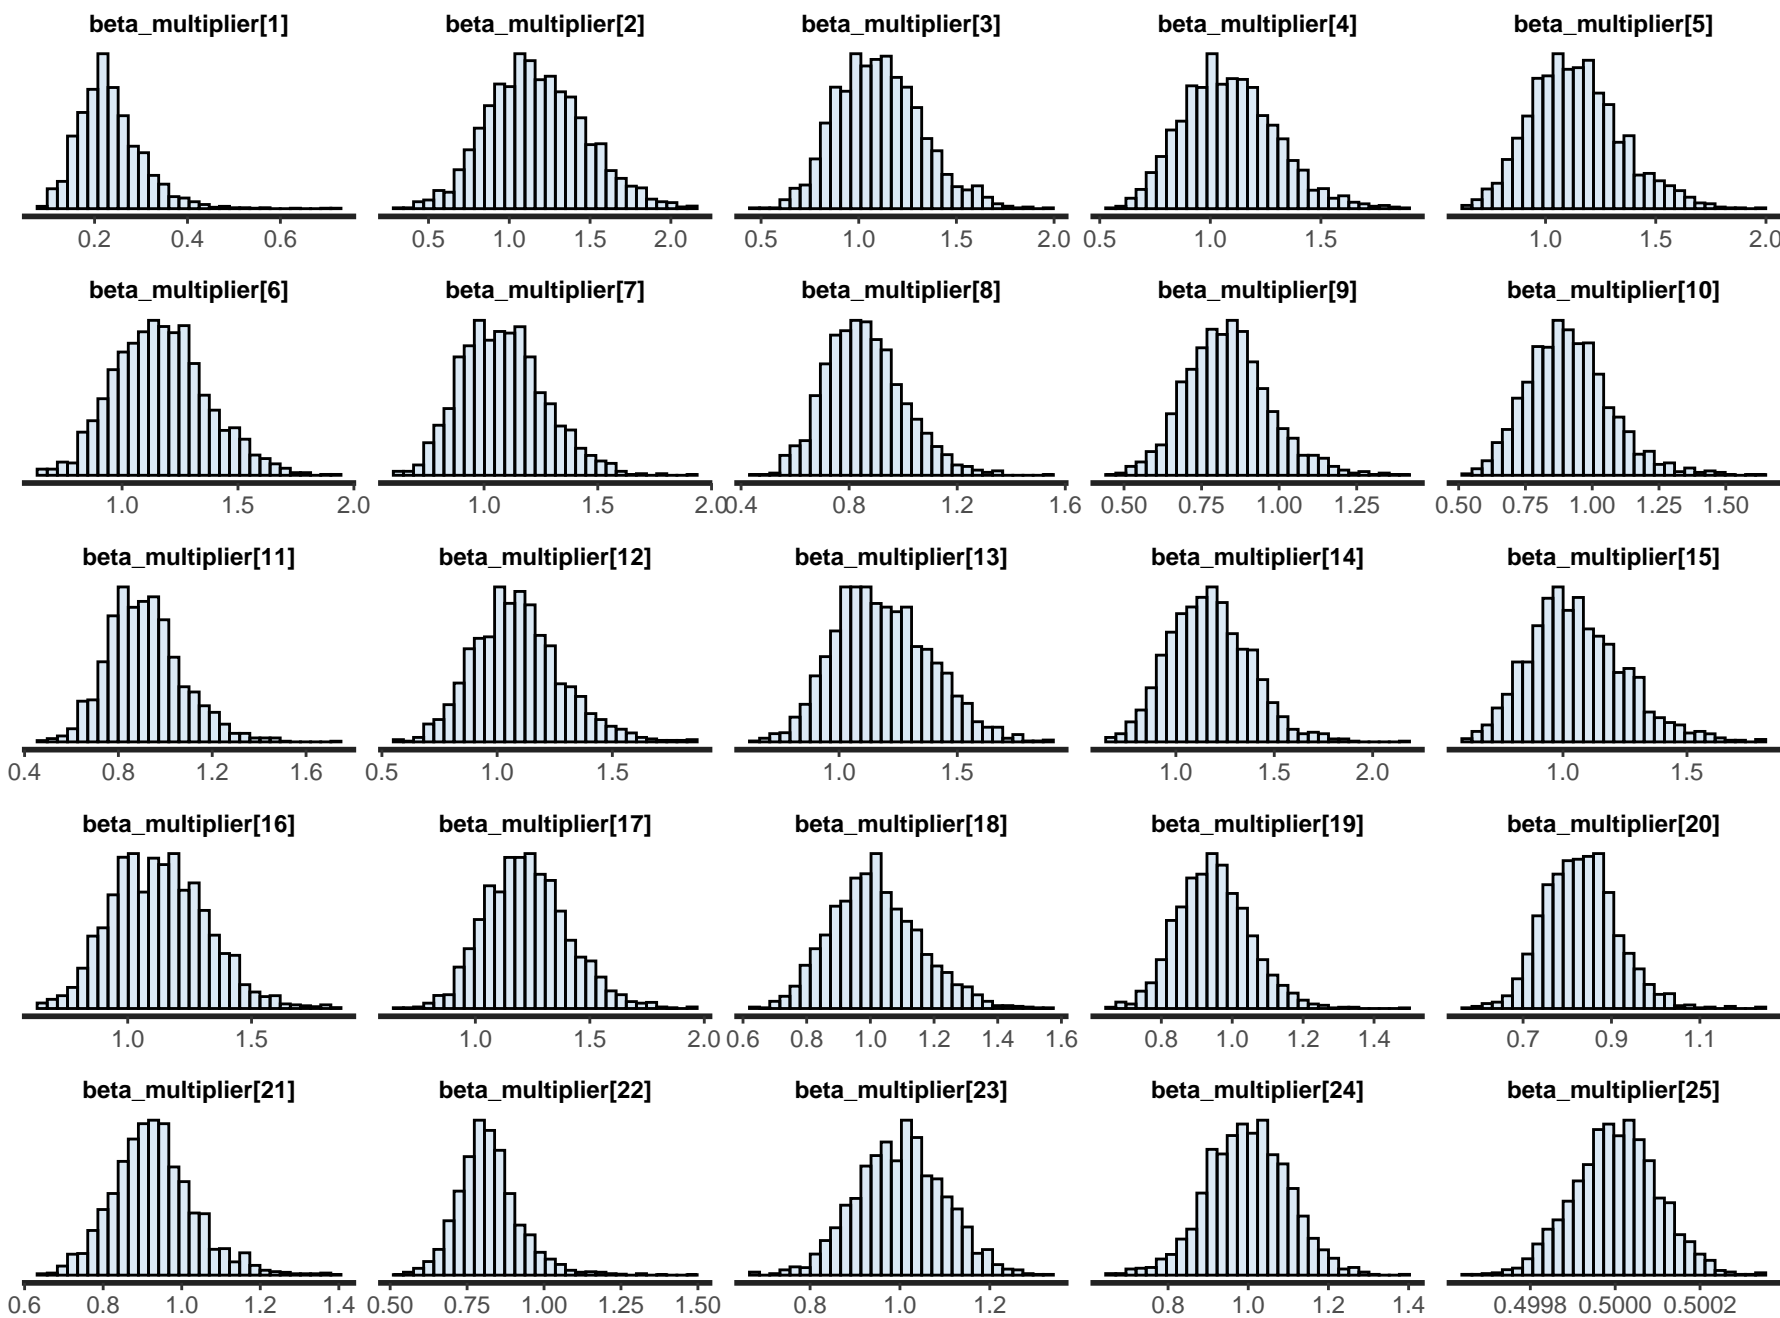 beta_multiplier[1] beta_multiplier[2] beta_multiplier[3] beta_multiplier[4] beta_multiplier[5]
0.2 0.4 0.6 0.5 1.0 1.5 2.0 0.5 1.0 1.5 2.0 0.5 1.0 1.5 1.0 1.5 2.0
beta_multiplier[6] beta_multiplier[7] beta_multiplier[8] beta_multiplier[9] beta_multiplier[10]
1.0 1.5 2.0 1.0 1.5 2.0 0.4 0.8 1.2 1.6 0.50 0.75 1.00 1.25 0.50 0.75 1.00 1.25 1.50
beta_multiplier[11] beta_multiplier[12] beta_multiplier[13] beta_multiplier[14] beta_multiplier[15]
0.4 0.8 1.2 1.6 0.5 1.0 1.5 1.0 1.5 1.0 1.5 2.0 1.0 1.5
beta_multiplier[16] beta_multiplier[17] beta_multiplier[18] beta_multiplier[19] beta_multiplier[20]
1.0 1.5 1.0 1.5 2.0 0.6 0.8 1.0 1.2 1.4 1.6 0.8 1.0 1.2 1.4 0.7 0.9 1.1
beta_multiplier[21] beta_multiplier[22] beta_multiplier[23] beta_multiplier[24] beta_multiplier[25]
0.6 0.8 1.0 1.2 1.4 0.50 0.75 1.00 1.25 1.50 0.8 1.0 1.2 0.8 1.0 1.2 1.4 0.4998 0.5000 0.5002